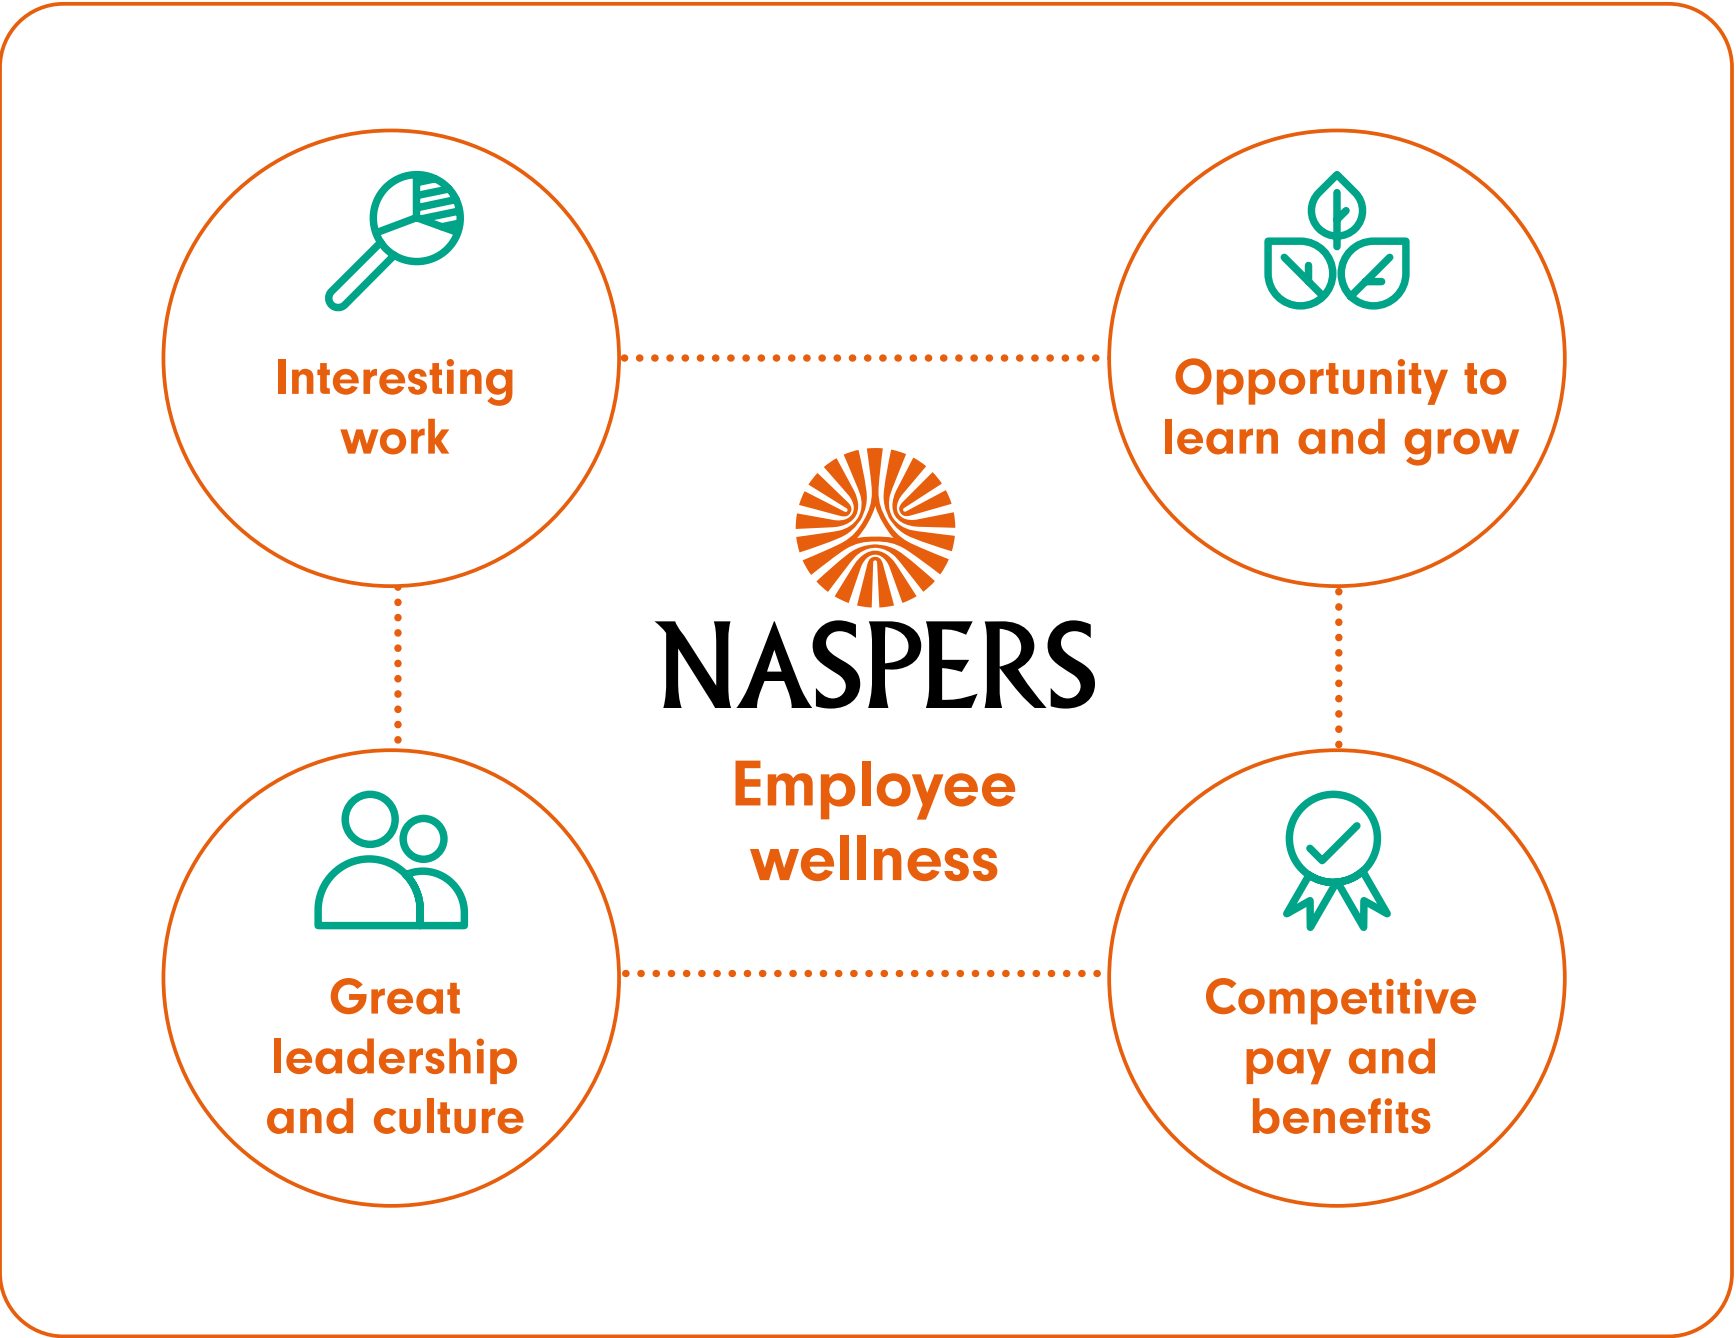 Interesting
work
Opportunity to
learn and grow
NASPERS
Employee
wellness
Great
leadership
and culture
Competitive
pay and
benefits